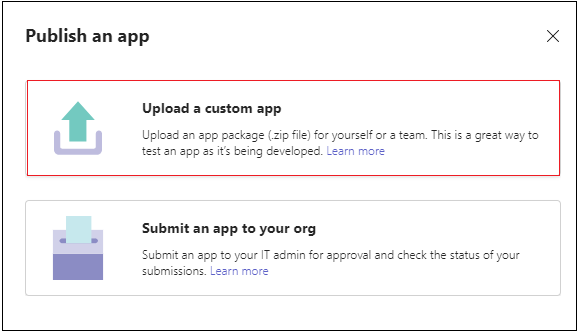 Publish an app
Upload a custom app
Upload an app package (.zip file) for yourself or a team. This is a great way to
test an app as it's being developed. Learn more
Submit an app to your org
Submit an app to your IT admin for approval and check the status of your
submissions. Learn more